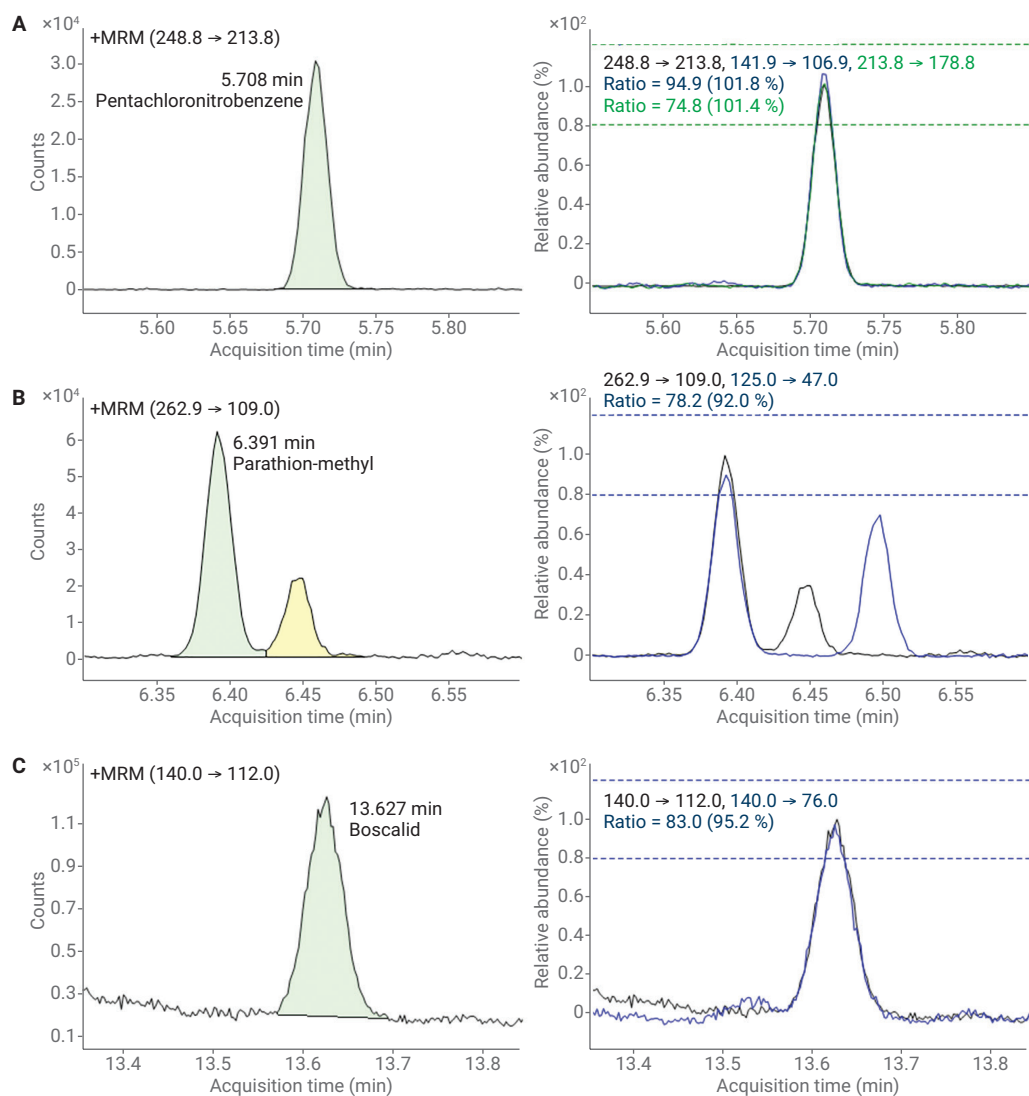 A
×10⁴
+MRM (248.8 → 213.8)
5.708 min
Pentachloronitrobenzene
3.0
2.5
2.0
1.5
1.0
0.5
0
Counts
5.60 5.65 5.70 5.75 5.80
Acquisition time (min)
×10²
248.8 → 213.8, 141.9 → 106.9, 213.8 → 178.8
Ratio = 94.9 (101.8 %)
Ratio = 74.8 (101.4 %)
1.0
0.8
0.6
0.4
0.2
0
Relative abundance (%)
5.60 5.65 5.70 5.75 5.80
Acquisition time (min)
B
×10⁴
+MRM (262.9 → 109.0)
6.391 min
Parathion-methyl
6
5
4
3
2
1
0
Counts
6.35 6.40 6.45 6.50 6.55
Acquisition time (min)
262.9 → 109.0, 125.0 → 47.0
×10²
Ratio = 78.2 (92.0 %)
1.0
0.8
0.6
0.4
0.2
0
Relative abundance (%)
6.35 6.40 6.45 6.50 6.55
Acquisition time (min)
C
×10⁵
+MRM (140.0 → 112.0)
13.627 min
Boscalid
1.1
0.9
0.7
0.5
0.3
0.1
Counts
13.4 13.5 13.6 13.7 13.8
Acquisition time (min)
×10²
140.0 → 112.0, 140.0 → 76.0
Ratio = 83.0 (95.2 %)
1.0
0.8
0.6
0.4
0.2
0
Relative abundance (%)
13.4 13.5 13.6 13.7 13.8
Acquisition time (min)